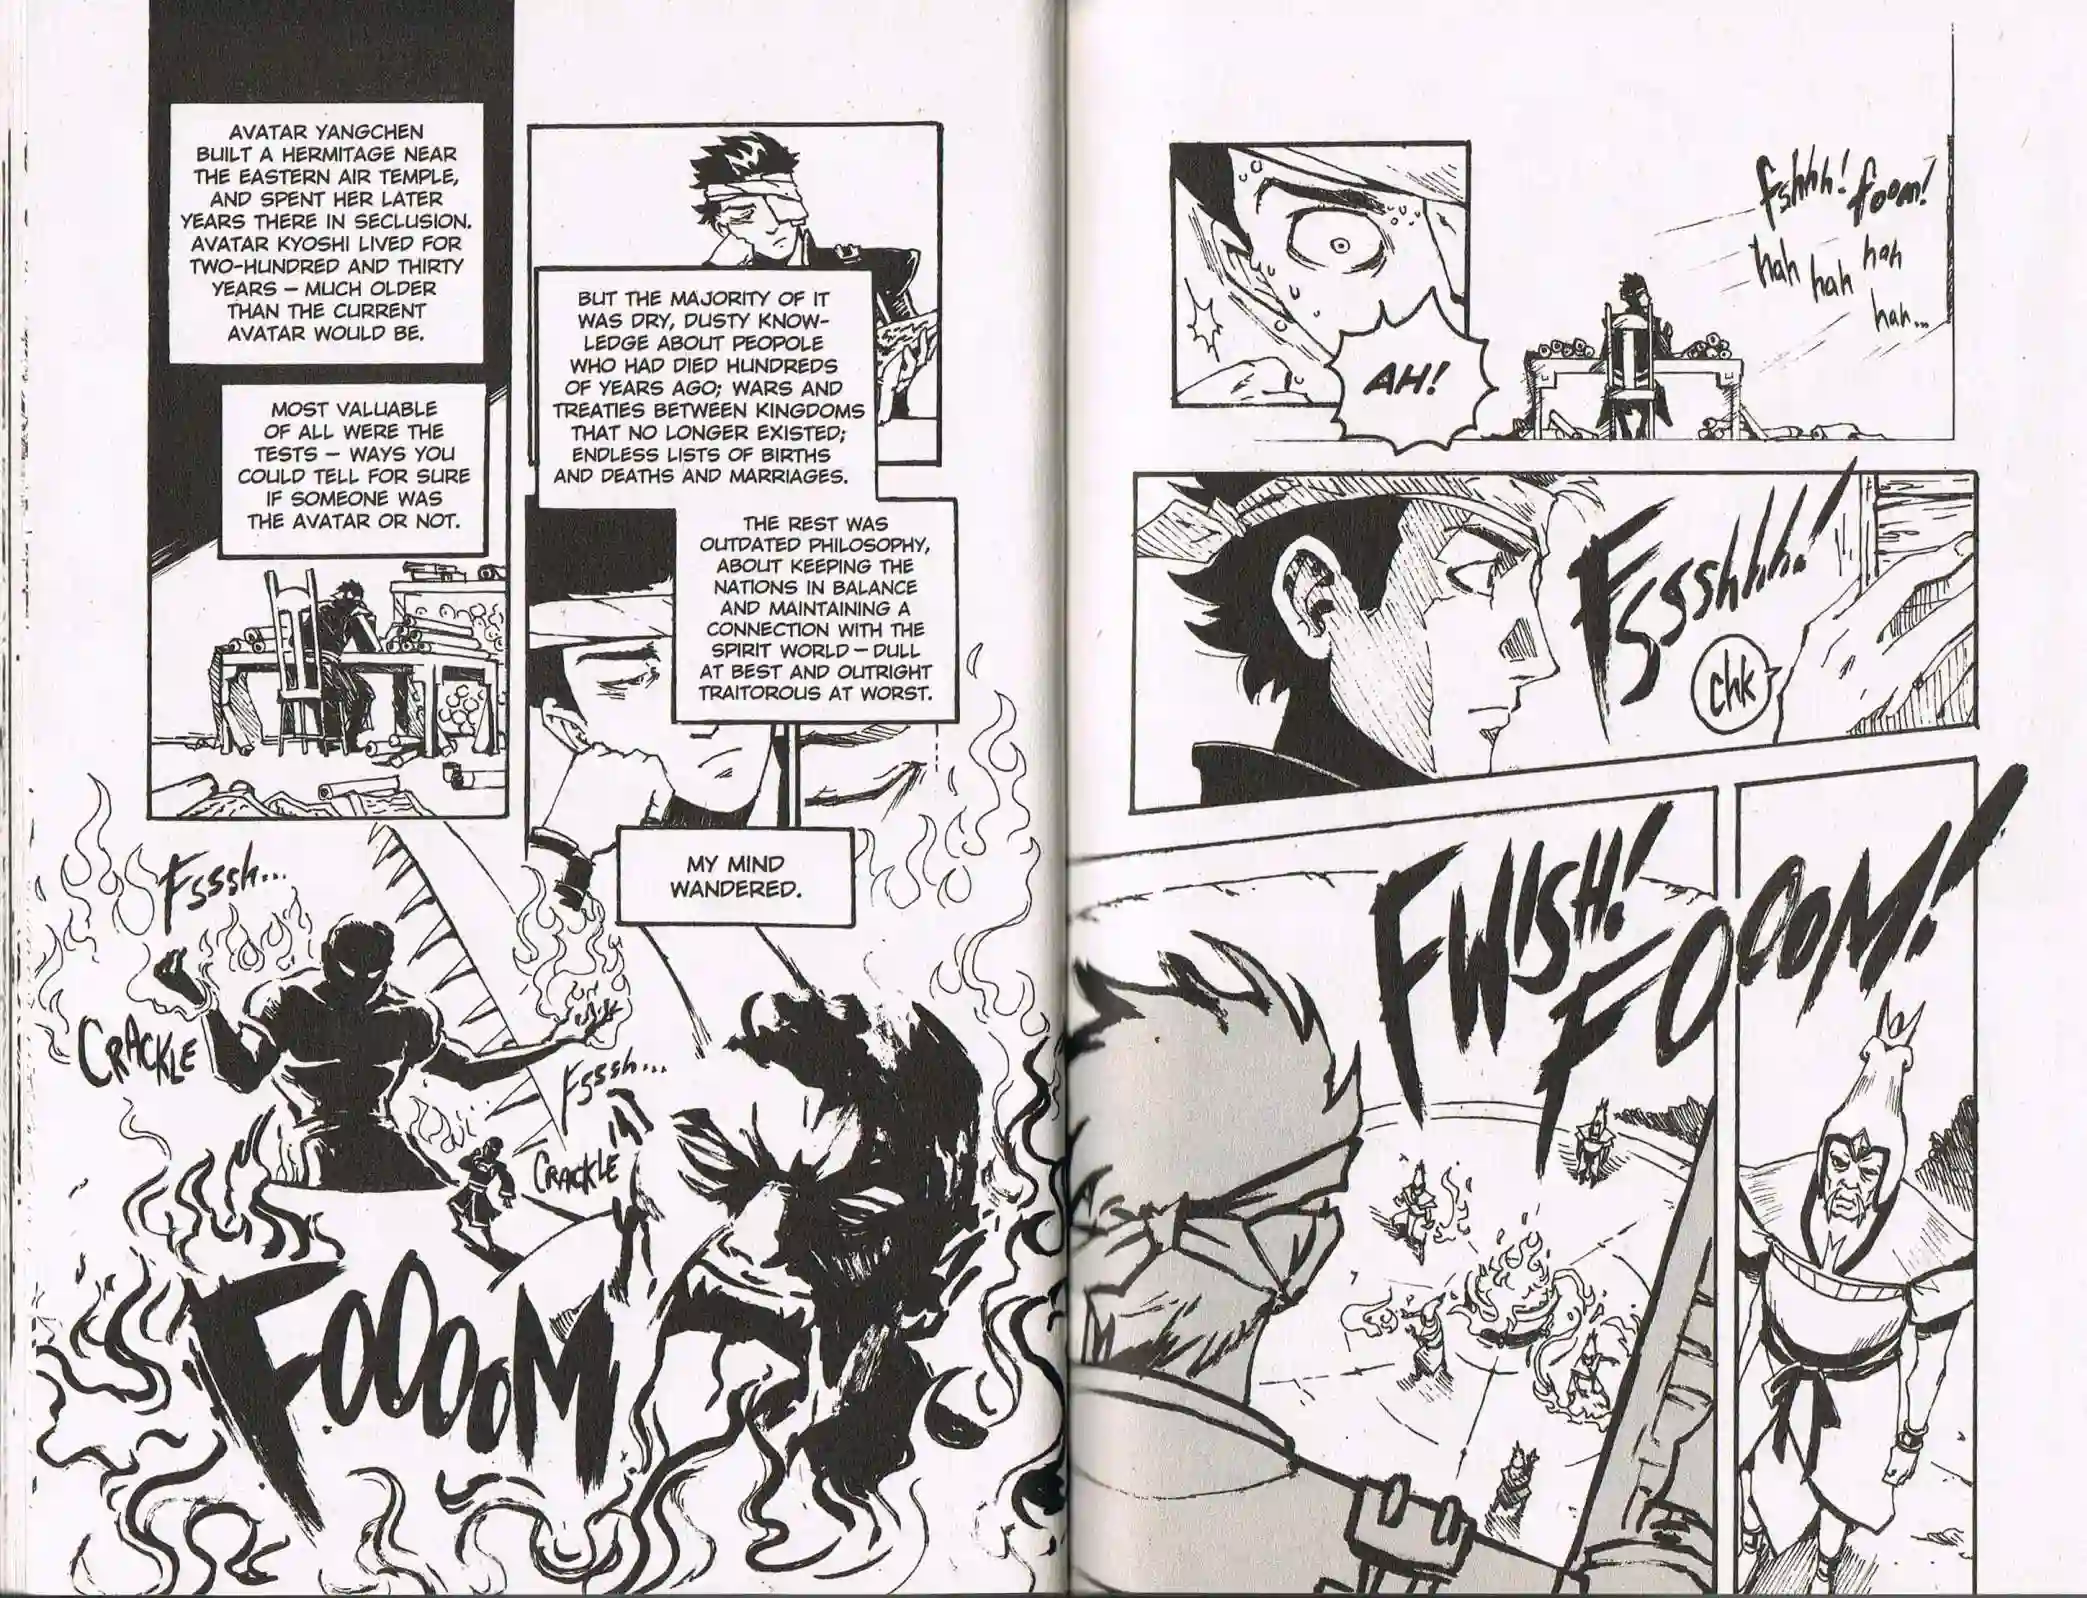 AVATAR YANGCHEN
BUILT A HERMITAGE NEAR
THE EASTERN AIR TEMPLE,
AND SPENT HER LATER
YEARS THERE IN SECLUSION.
AVATAR KYOSHI LIVED FOR
TWO-HUNDRED AND THIRTY
YEARS — MUCH OLDER
THAN THE CURRENT
AVATAR WOULD BE.
MOST VALUABLE
OF ALL WERE THE
TESTS — WAYS YOU
COULD TELL FOR SURE
IF SOMEONE WAS
THE AVATAR OR NOT.
BUT THE MAJORITY OF IT
WAS DRY, DUSTY KNOW-
LEDGE ABOUT PEOPOLE
WHO HAD DIED HUNDREDS
OF YEARS AGO; WARS AND
TREATIES BETWEEN KINGDOMS
THAT NO LONGER EXISTED;
ENDLESS LISTS OF BIRTHS
AND DEATHS AND MARRIAGES.
THE REST WAS
OUTDATED PHILOSOPHY,
ABOUT KEEPING THE
NATIONS IN BALANCE
AND MAINTAINING A
CONNECTION WITH THE
SPIRIT WORLD — DULL
AT BEST AND OUTRIGHT
TRAITOROUS AT WORST.
MY MIND
WANDERED.
Fsssh...
CRACKLE
Fsssh...
CRACKLE
FOOOOM
AH!
fshhh! foom!
hah hah hah
hah...
Fssshhh!
chk
FWISH!
FOOOOM!